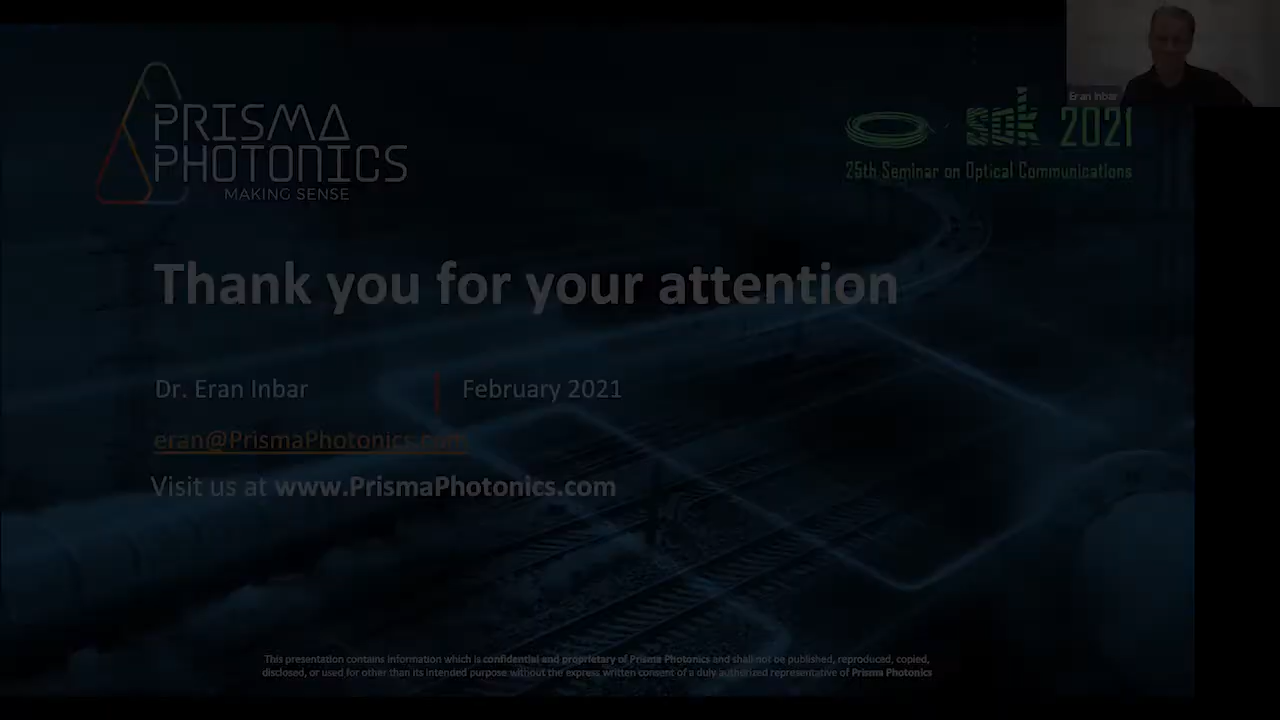 PRISMA
PHOTONICS
MAKING SENSE
Eran Inbar
SOK 2021
25th Seminar on Optical Communications
Thank you for your attention
Dr. Eran Inbar
February 2021
eran@PrismaPhotonics.com
Visit us at www.PrismaPhotonics.com
This presentation contains information which is confidential and proprietary of Prisma Photonics and shall not be published, reproduced, copied,
disclosed, or used for other than its intended purpose without the express written consent of a duly authorized representative of Prisma Photonics